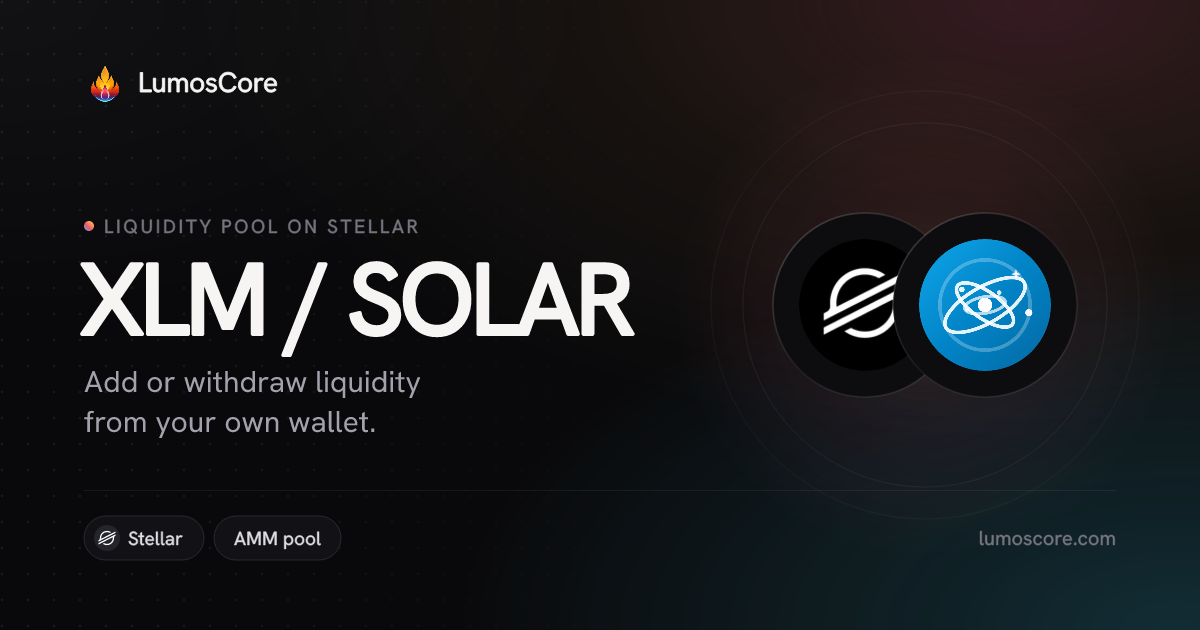 LumosCore
LIQUIDITY POOL ON STELLAR
XLM / SOLAR
Add or withdraw liquidity
from your own wallet.
Stellar
AMM pool
lumoscore.com